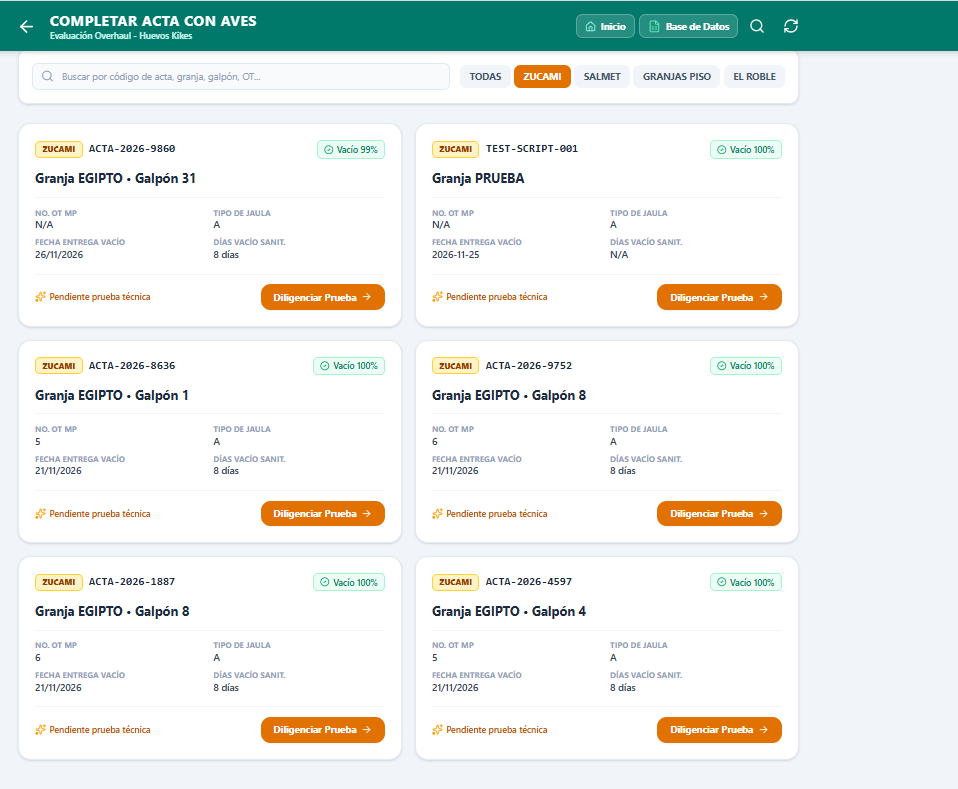 COMPLETAR ACTA CON AVES
Evaluación Overhaul - Huevos Kikes
Inicio
Base de Datos
Buscar por código de acta, granja, galpón, OT...
TODAS
ZUCAMI
SALMET
GRANJAS PISO
EL ROBLE
ZUCAMI ACTA-2026-9860 Vacío 99%
Granja EGIPTO • Galpón 31
NO. OT MP TIPO DE JAULA
N/A A
FECHA ENTREGA VACÍO DÍAS VACÍO SANIT.
26/11/2026 8 días
Pendiente prueba técnica Diligenciar Prueba →
ZUCAMI TEST-SCRIPT-001 Vacío 100%
Granja PRUEBA
NO. OT MP TIPO DE JAULA
N/A A
FECHA ENTREGA VACÍO DÍAS VACÍO SANIT.
2026-11-25 N/A
Pendiente prueba técnica Diligenciar Prueba →
ZUCAMI ACTA-2026-8636 Vacío 100%
Granja EGIPTO • Galpón 1
NO. OT MP TIPO DE JAULA
5 A
FECHA ENTREGA VACÍO DÍAS VACÍO SANIT.
21/11/2026 8 días
Pendiente prueba técnica Diligenciar Prueba →
ZUCAMI ACTA-2026-9752 Vacío 100%
Granja EGIPTO • Galpón 8
NO. OT MP TIPO DE JAULA
6 A
FECHA ENTREGA VACÍO DÍAS VACÍO SANIT.
21/11/2026 8 días
Pendiente prueba técnica Diligenciar Prueba →
ZUCAMI ACTA-2026-1887 Vacío 100%
Granja EGIPTO • Galpón 8
NO. OT MP TIPO DE JAULA
6 A
FECHA ENTREGA VACÍO DÍAS VACÍO SANIT.
21/11/2026 8 días
Pendiente prueba técnica Diligenciar Prueba →
ZUCAMI ACTA-2026-4597 Vacío 100%
Granja EGIPTO • Galpón 4
NO. OT MP TIPO DE JAULA
5 A
FECHA ENTREGA VACÍO DÍAS VACÍO SANIT.
21/11/2026 8 días
Pendiente prueba técnica Diligenciar Prueba →